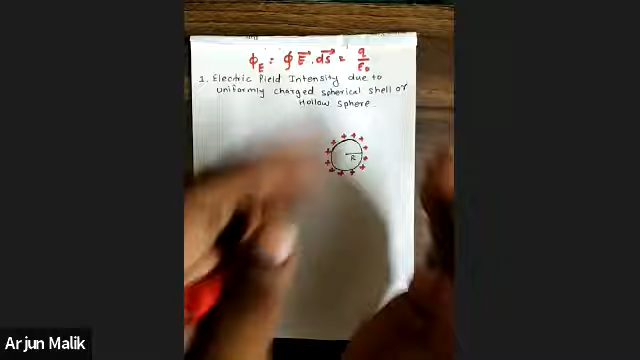 ϕE = ∮ E⃗ . ds⃗ = q/ε₀
1. Electric Field Intensity due to
uniformly charged spherical shell or
Hollow sphere
R
Arjun Malik